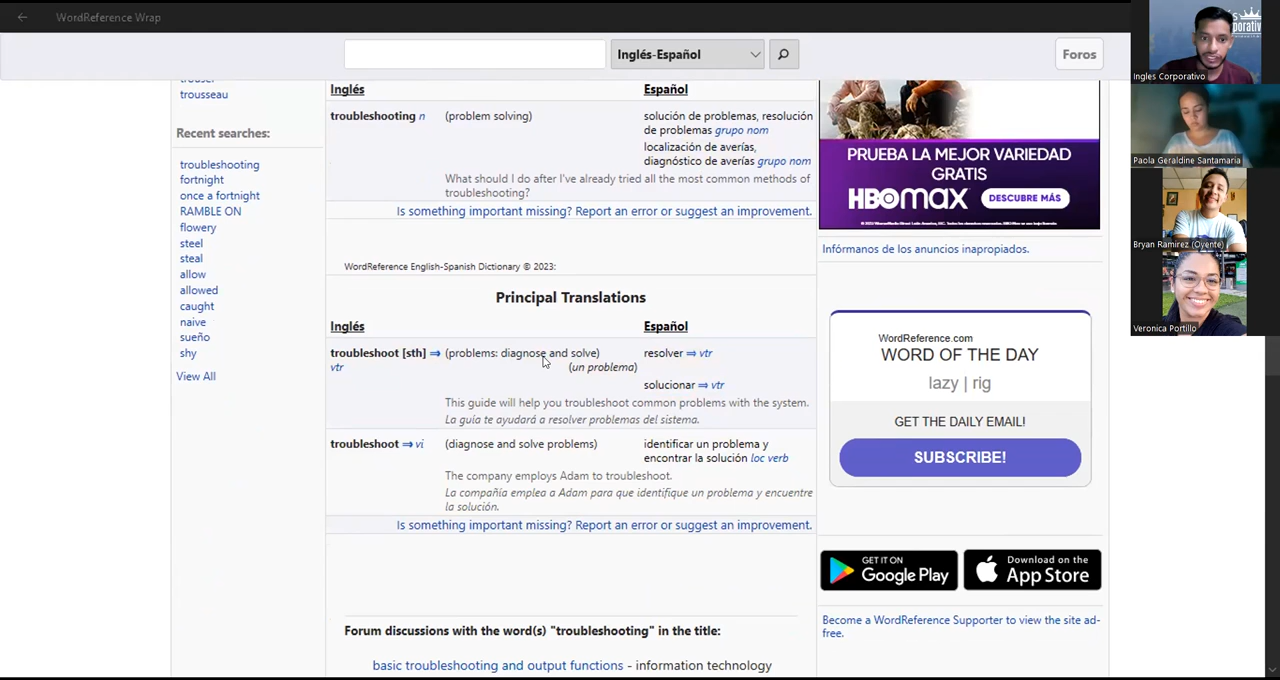 WordReference Wrap
Inglés-Español
Foros
trousseau
Recent searches:
troubleshooting
fortnight
once a fortnight
RAMBLE ON
flowery
steel
steal
allow
allowed
caught
naive
sueño
shy
View All
Inglés Español
troubleshooting n (problem solving) solución de problemas, resolución
de problemas grupo nom
localización de averías,
diagnóstico de averías grupo nom
What should I do after I've already tried all the most common methods of
troubleshooting?
Is something important missing? Report an error or suggest an improvement.
WordReference English-Spanish Dictionary © 2023:
Principal Translations
Inglés Español
troubleshoot [sth] ⇒ (problems: diagnose and solve) resolver ⇒ vtr
vtr (un problema)
solucionar ⇒ vtr
This guide will help you troubleshoot common problems with the system.
La guía te ayudará a resolver problemas del sistema.
troubleshoot ⇒ vi (diagnose and solve problems) identificar un problema y
encontrar la solución loc verb
The company employs Adam to troubleshoot.
La compañía emplea a Adam para que identifique un problema y encuentre
la solución.
Is something important missing? Report an error or suggest an improvement.
Forum discussions with the word(s) "troubleshooting" in the title:
basic troubleshooting and output functions - information technology
PRUEBA LA MEJOR VARIEDAD
GRATIS
HBOMAX DESCUBRE MÁS
Infórmanos de los anuncios inapropiados.
WordReference.com
WORD OF THE DAY
lazy | rig
GET THE DAILY EMAIL!
SUBSCRIBE!
GET IT ON
Google Play
Download on the
App Store
Become a WordReference Supporter to view the site ad-
free.
Ingles Corporativo
Paola Geraldine Santamaria
Bryan Ramirez (Oyente)
Veronica Portillo